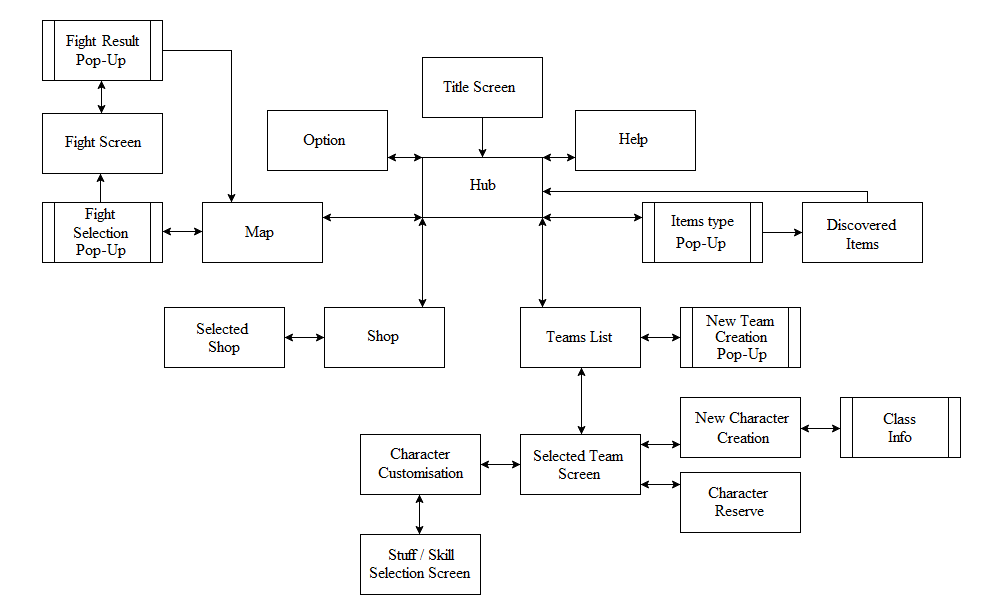 Fight Result
Pop-Up
Title Screen
Fight Screen
Option
Help
Hub
Fight
Selection
Pop-Up
Map
Items type
Pop-Up
Discovered
Items
Selected
Shop
Shop
Teams List
New Team
Creation
Pop-Up
New Character
Creation
Class
Info
Character
Customisation
Selected Team
Screen
Character
Reserve
Stuff / Skill
Selection Screen